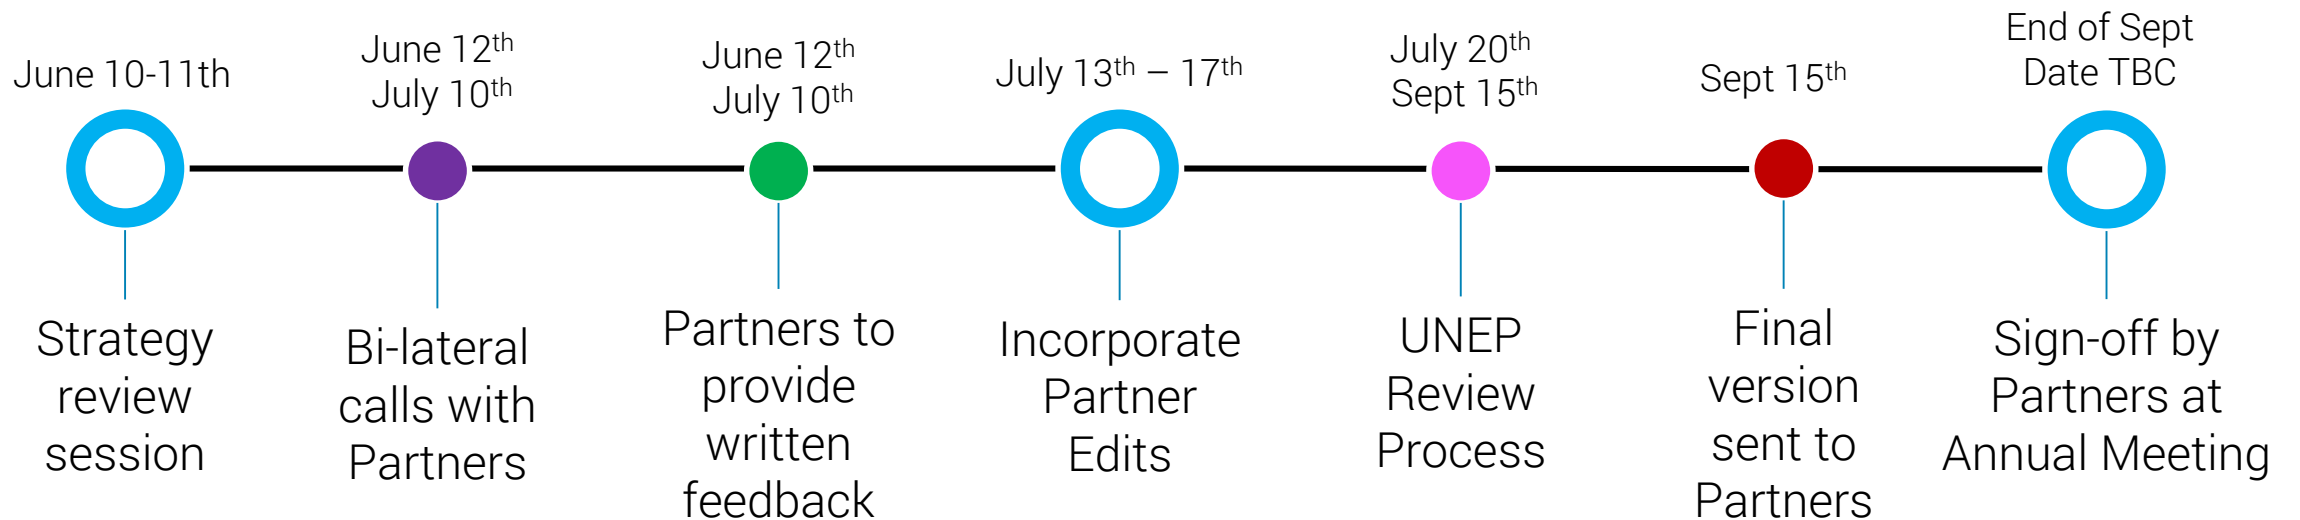 June 10-11th
Strategy
review
session
June 12th
July 10th
Bi-lateral
calls with
Partners
June 12th
July 10th
Partners to
provide
written
feedback
July 13th – 17th
Incorporate
Partner
Edits
July 20th
Sept 15th
UNEP
Review
Process
Sept 15th
Final
version
sent to
Partners
End of Sept
Date TBC
Sign-off by
Partners at
Annual Meeting